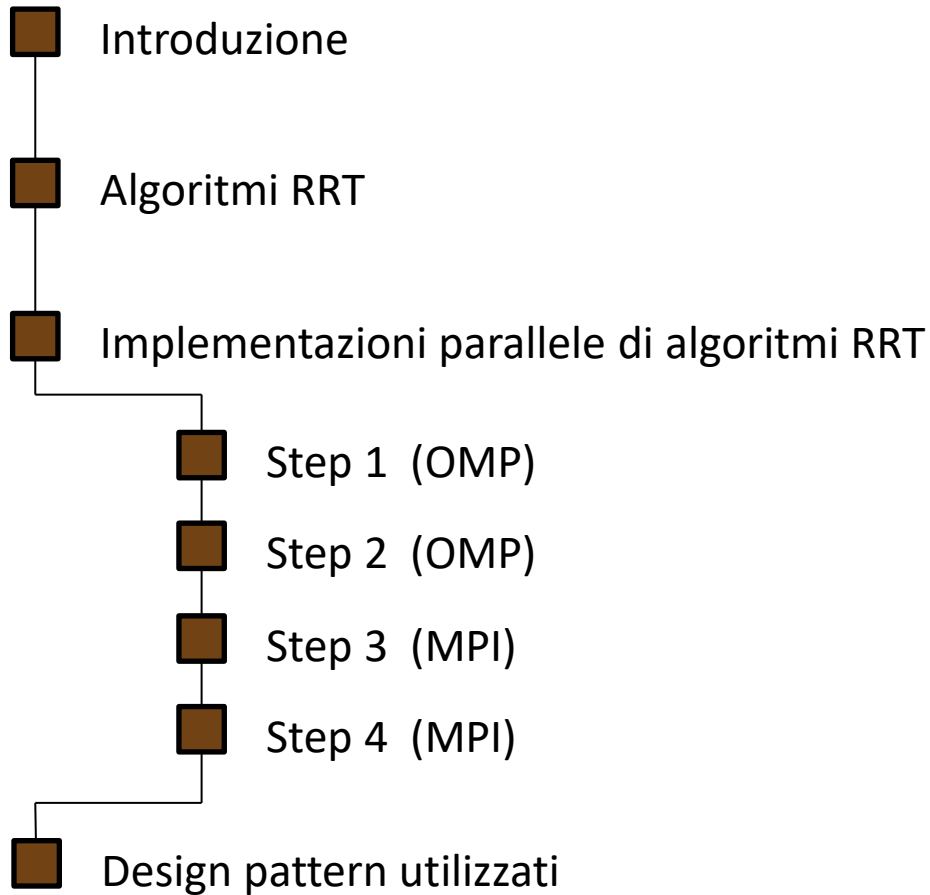 Introduzione
Algoritmi RRT
Implementazioni parallele di algoritmi RRT
Step 1 (OMP)
Step 2 (OMP)
Step 3 (MPI)
Step 4 (MPI)
Design pattern utilizzati